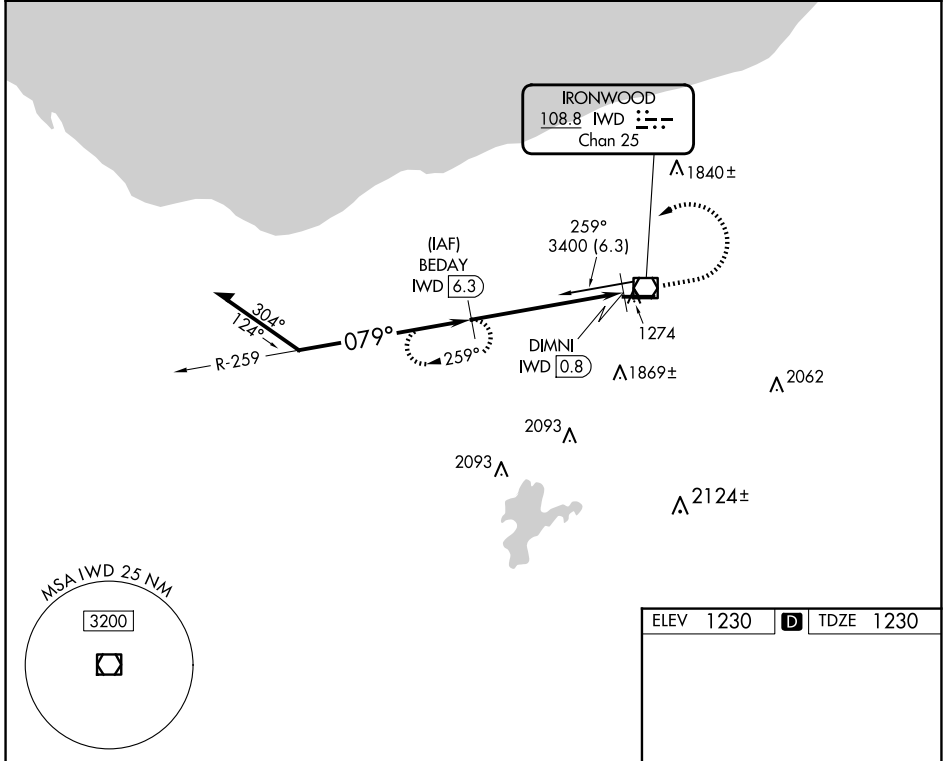 IRONWOOD
108.8 IWD
Chan 25
1840±
259°
3400 (6.3)
(IAF)
BEDAY
IWD 6.3
304°
124°
079°
R-259
259°
DIMNI
IWD 0.8
1274
1869±
2062
2093
2093
2124±
MSA IWD 25 NM
3200
ELEV 1230 D TDZE 1230